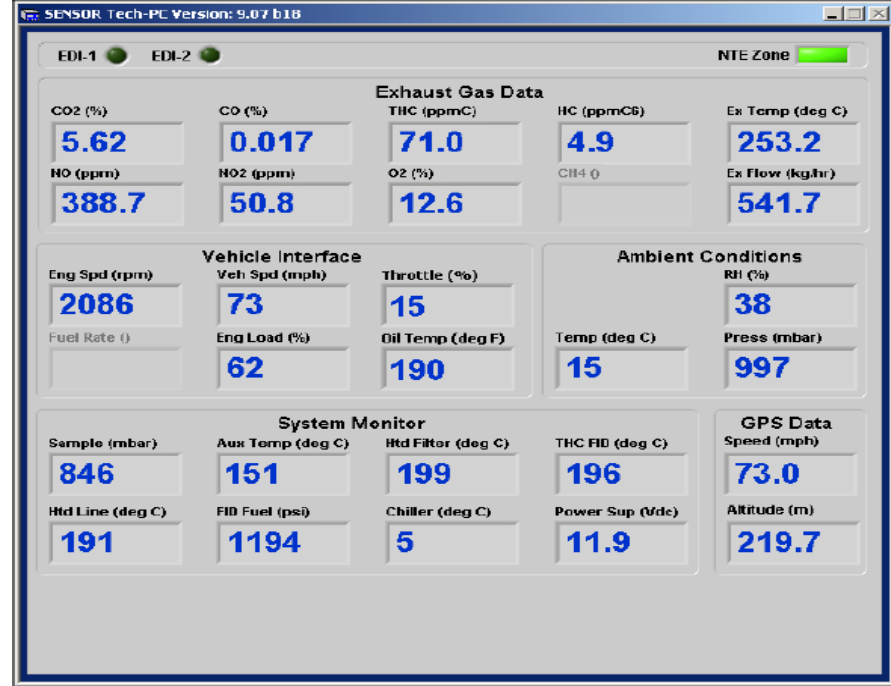 SENSOR Tech-PC Version: 9.07 b18
EDI-1 EDI-2 NTE Zone
Exhaust Gas Data
CO2 (%) CO (%) THC (ppmC) HC (ppmC6) Ex Temp (deg C)
5.62 0.017 71.0 4.9 253.2
NO (ppm) NO2 (ppm) O2 (%) CH4 () Ex Flow (kg/hr)
388.7 50.8 12.6 541.7
Vehicle Interface Ambient Conditions
Eng Spd (rpm) Veh Spd (mph) Throttle (%) RH (%)
2086 73 15 38
Fuel Rate () Eng Load (%) Oil Temp (deg F) Temp (deg C) Press (mbar)
62 190 15 997
System Monitor GPS Data
Sample (mbar) Aux Temp (deg C) Htd Filter (deg C) THC FID (deg C) Speed (mph)
846 151 199 196 73.0
Htd Line (deg C) FID Fuel (psi) Chiller (deg C) Power Sup (Vdc) Altitude (m)
191 1194 5 11.9 219.7